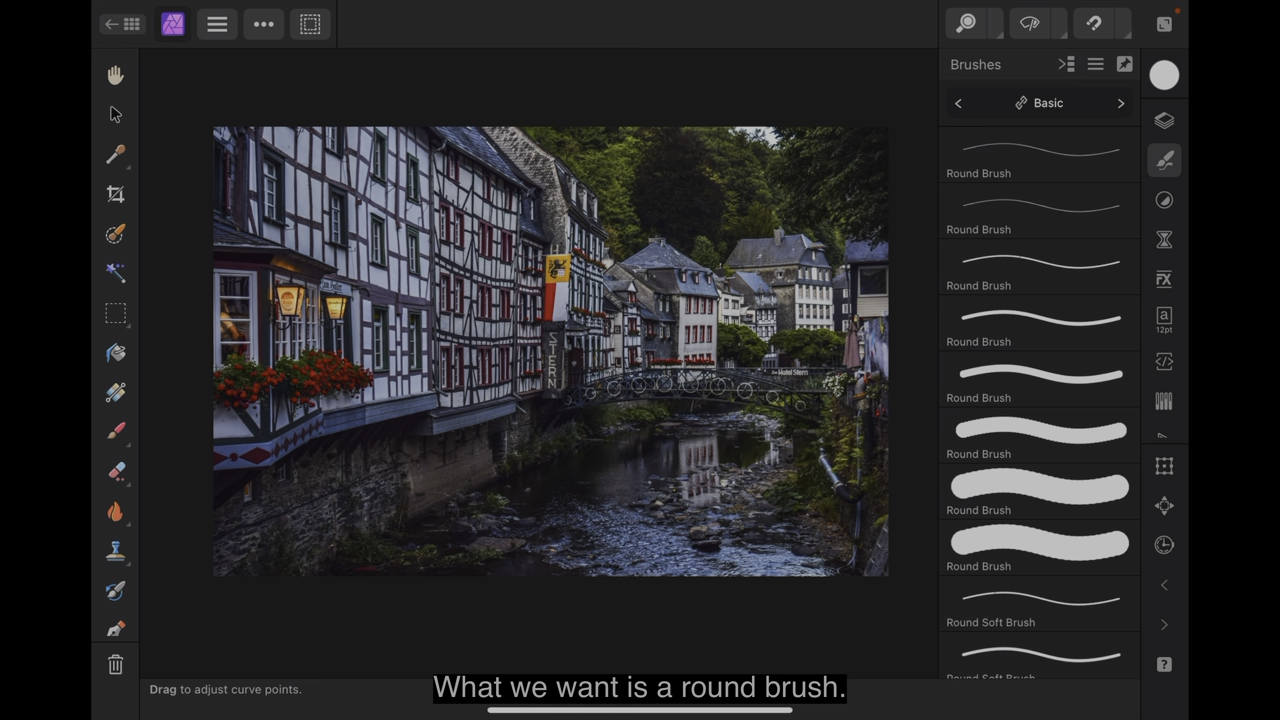 Brushes
Basic
Round Brush
Round Brush
Round Brush
Round Brush
Round Brush
Round Brush
Round Brush
Round Brush
Round Soft Brush
a
12pt
FX
?
STERN
Hotel Stern
Drag to adjust curve points.
What we want is a round brush.